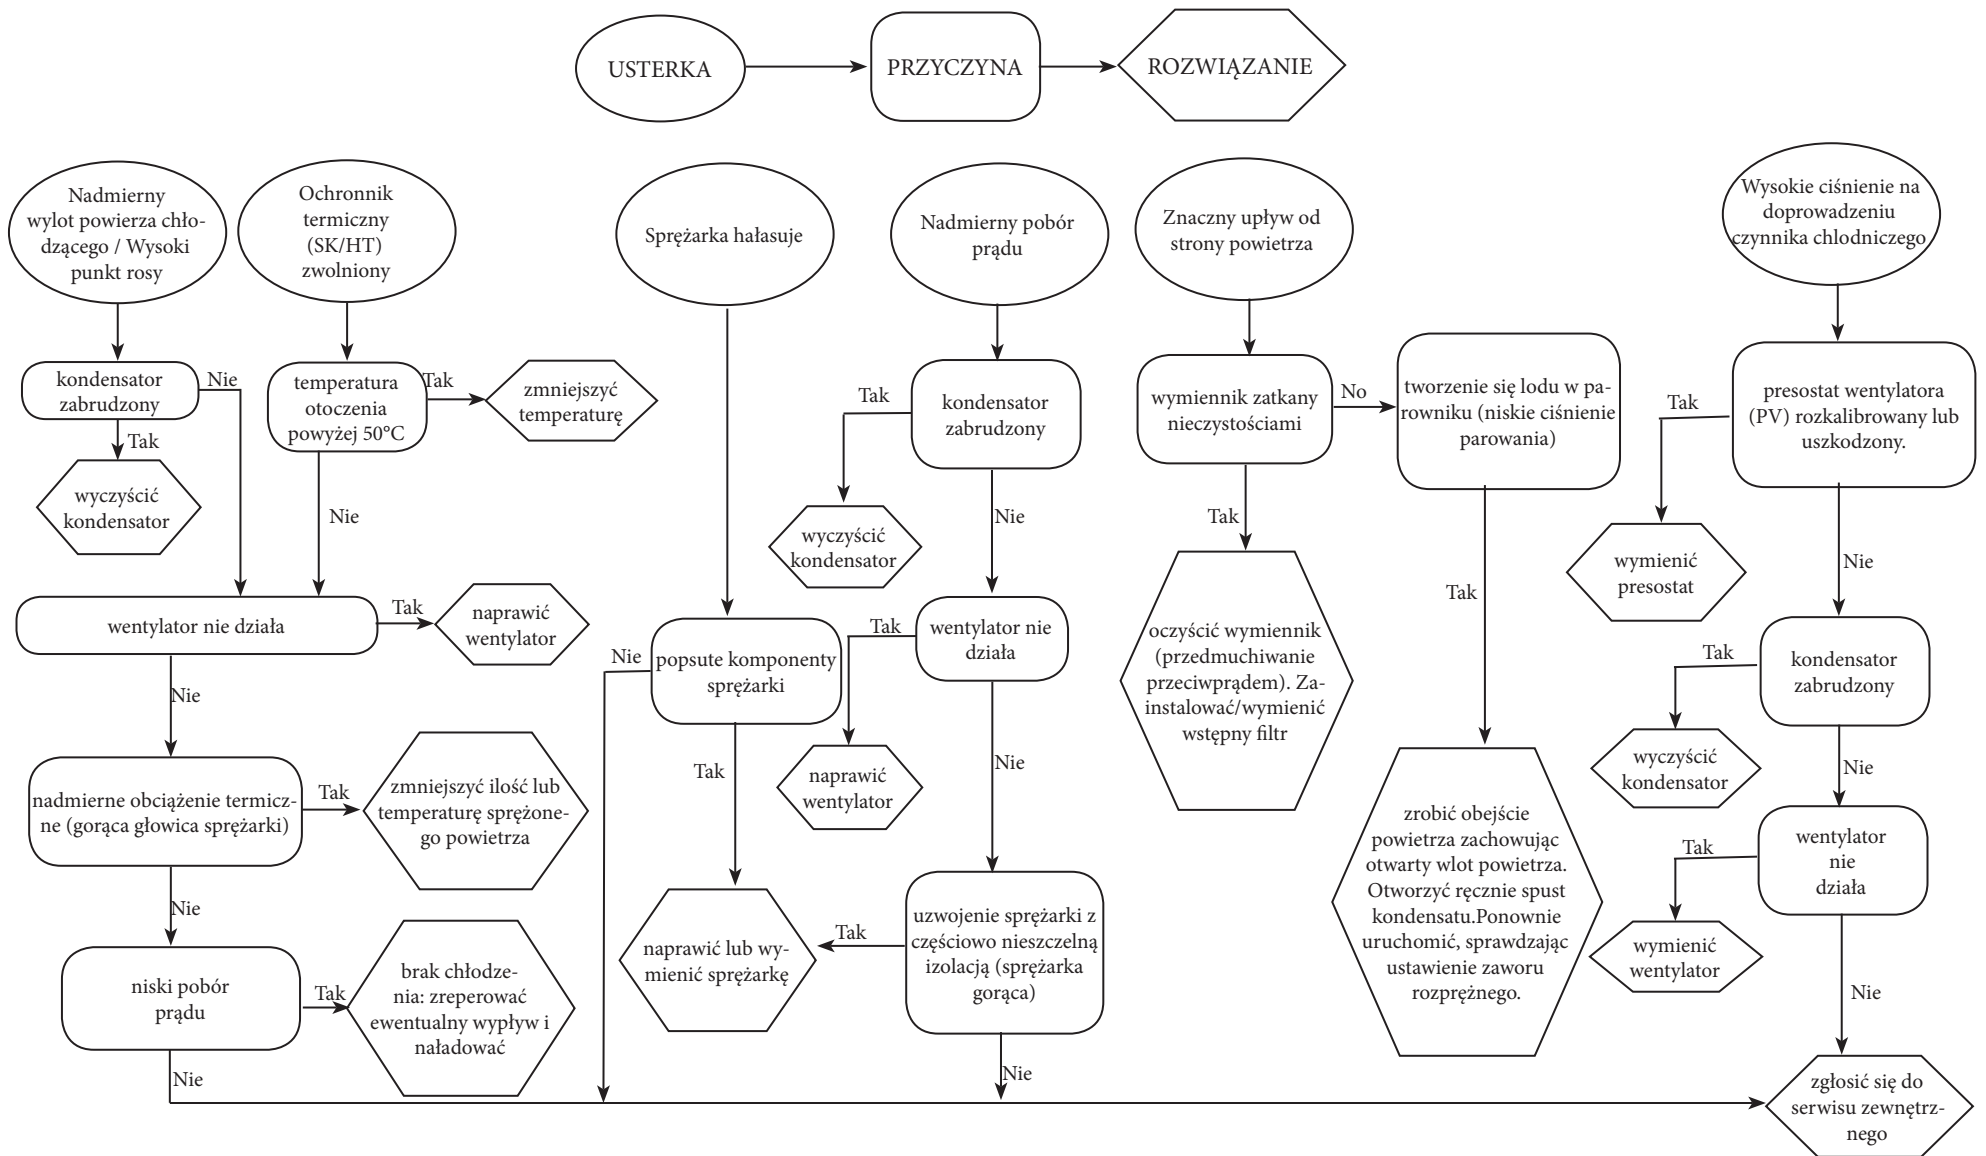 USTERKA
PRZYCZYNA
ROZWIĄZANIE
Nadmierny
wylot powierza chło-
dzącego / Wysoki
punkt rosy
kondensator
zabrudzony
Nie
Tak
wyczyścić
kondensator
Ochronnik
termiczny
(SK/HT)
zwolniony
temperatura
otoczenia
powyżej 50°C
Tak
zmniejszyć
temperaturę
Nie
wentylator nie działa
Tak
naprawić
wentylator
Nie
nadmierne obciążenie termicz-
ne (gorąca głowica sprężarki)
Tak
zmniejszyć ilość lub
temperaturę sprężone-
go powietrza
Nie
niski pobór
prądu
Tak
brak chłodze-
nia: zreperować
ewentualny wypływ i
naładować
Nie
Sprężarka hałasuje
Nie
popsute komponenty
sprężarki
Tak
naprawić lub wy-
mienić sprężarkę
Nadmierny pobór
prądu
kondensator
zabrudzony
Tak
wyczyścić
kondensator
Nie
wentylator nie
działa
Tak
naprawić
wentylator
Nie
uzwojenie sprężarki z
częściowo nieszczelną
izolacją (sprężarka
gorąca)
Tak
Nie
Znaczny upływ od
strony powietrza
wymiennik zatkany
nieczystościami
No
Tak
oczyścić wymiennik
(przedmuchiwanie
przeciwprądem). Za-
instalować/wymienić
wstępny filtr
tworzenie się lodu w pa-
rowniku (niskie ciśnienie
parowania)
Tak
zrobić obejście
powietrza zachowując
otwarty wlot powietrza.
Otworzyć ręcznie spust
kondensatu.Ponownie
uruchomić, sprawdzając
ustawienie zaworu
rozprężnego.
Wysokie ciśnienie na
doprowadzeniu
czynnika chlodniczego
presostat wentylatora
(PV) rozkalibrowany lub
uszkodzony.
Tak
wymienić
presostat
Nie
kondensator
zabrudzony
Tak
wyczyścić
kondensator
Nie
wentylator
nie
działa
Tak
wymienić
wentylator
Nie
zgłosić się do
serwisu zewnętrz-
nego